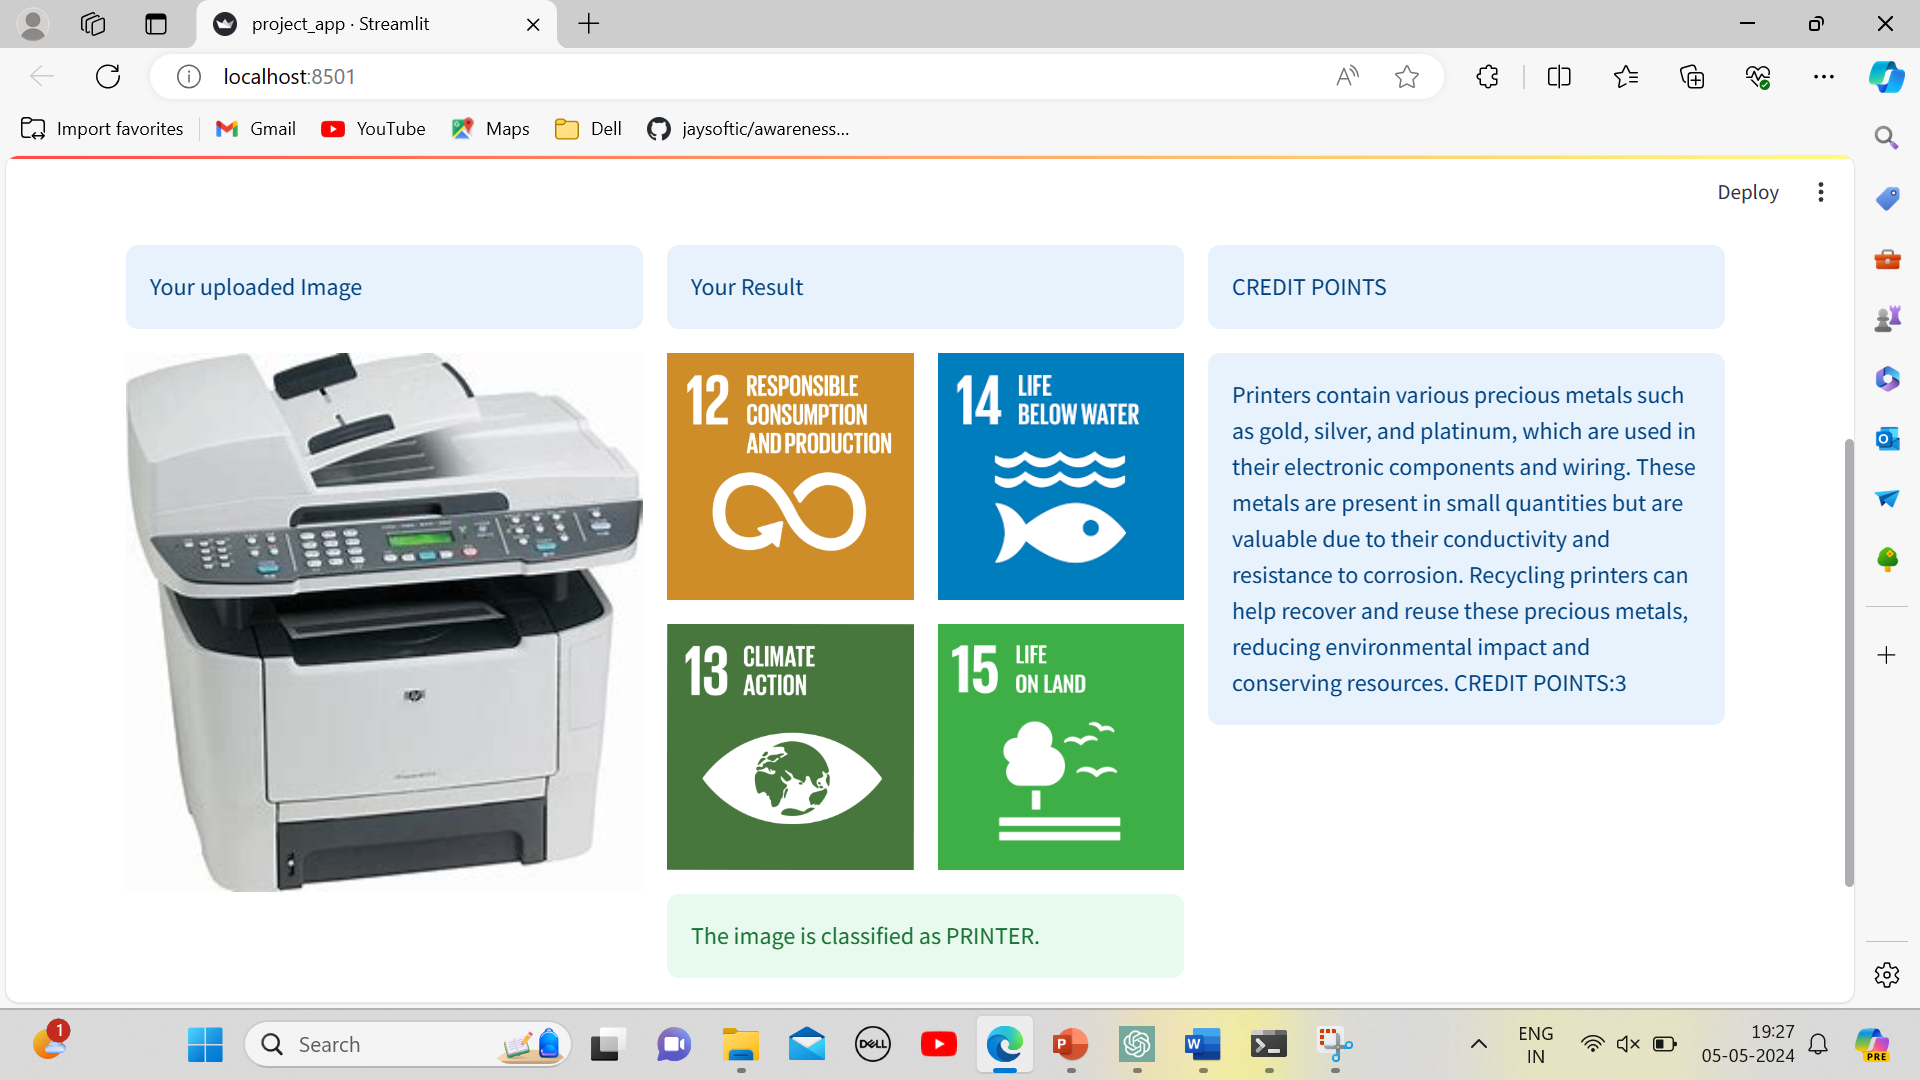 project_app · Streamlit
localhost:8501
Import favorites
Gmail
YouTube
Maps
Dell
jaysoftic/awareness...
Deploy
Your uploaded Image
Your Result
CREDIT POINTS
hp
12 RESPONSIBLE
CONSUMPTION
AND PRODUCTION
14 LIFE
BELOW WATER
13 CLIMATE
ACTION
15 LIFE
ON LAND
The image is classified as PRINTER.
Printers contain various precious metals such
as gold, silver, and platinum, which are used in
their electronic components and wiring. These
metals are present in small quantities but are
valuable due to their conductivity and
resistance to corrosion. Recycling printers can
help recover and reuse these precious metals,
reducing environmental impact and
conserving resources. CREDIT POINTS:3
1
Search
DELL
ENG
IN
19:27
05-05-2024
PRE